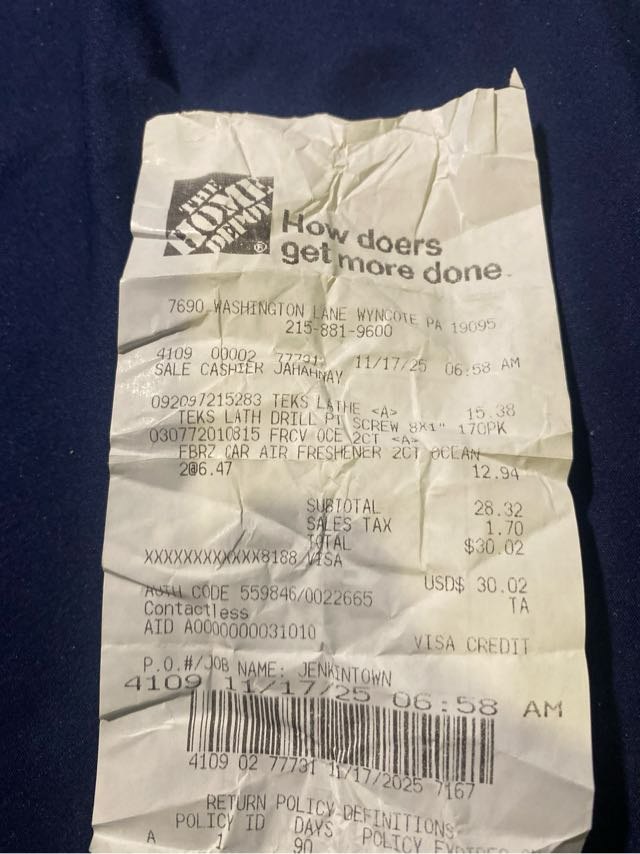 THE
HOME
DEPOT
®
How doers
get more done.
7690 WASHINGTON LANE WYNCOTE PA 19095
215-881-9600
4109 00002 77731 11/17/25 06:58 AM
SALE CASHIER JAHAHNAY
092097215283 TEKS LATHE <A> 15.38
TEKS LATH DRILL PT SCREW 8X1" 170PK
030772010815 FRCV OCE 2CT <A>
FBRZ CAR AIR FRESHENER 2CT OCEAN
2@6.47 12.94
SUBTOTAL 28.32
SALES TAX 1.70
TOTAL $30.02
XXXXXXXXXXXX8188 VISA
USD$ 30.02
AUTH CODE 559846/0022665 TA
Contactless
AID A0000000031010 VISA CREDIT
P.O.#/JOB NAME: JENKINTOWN
4109 11/17/25 06:58 AM
4109 02 77731 11/17/2025 7167
RETURN POLICY DEFINITIONS
POLICY ID DAYS POLICY EXPIRES ON
A 1 90